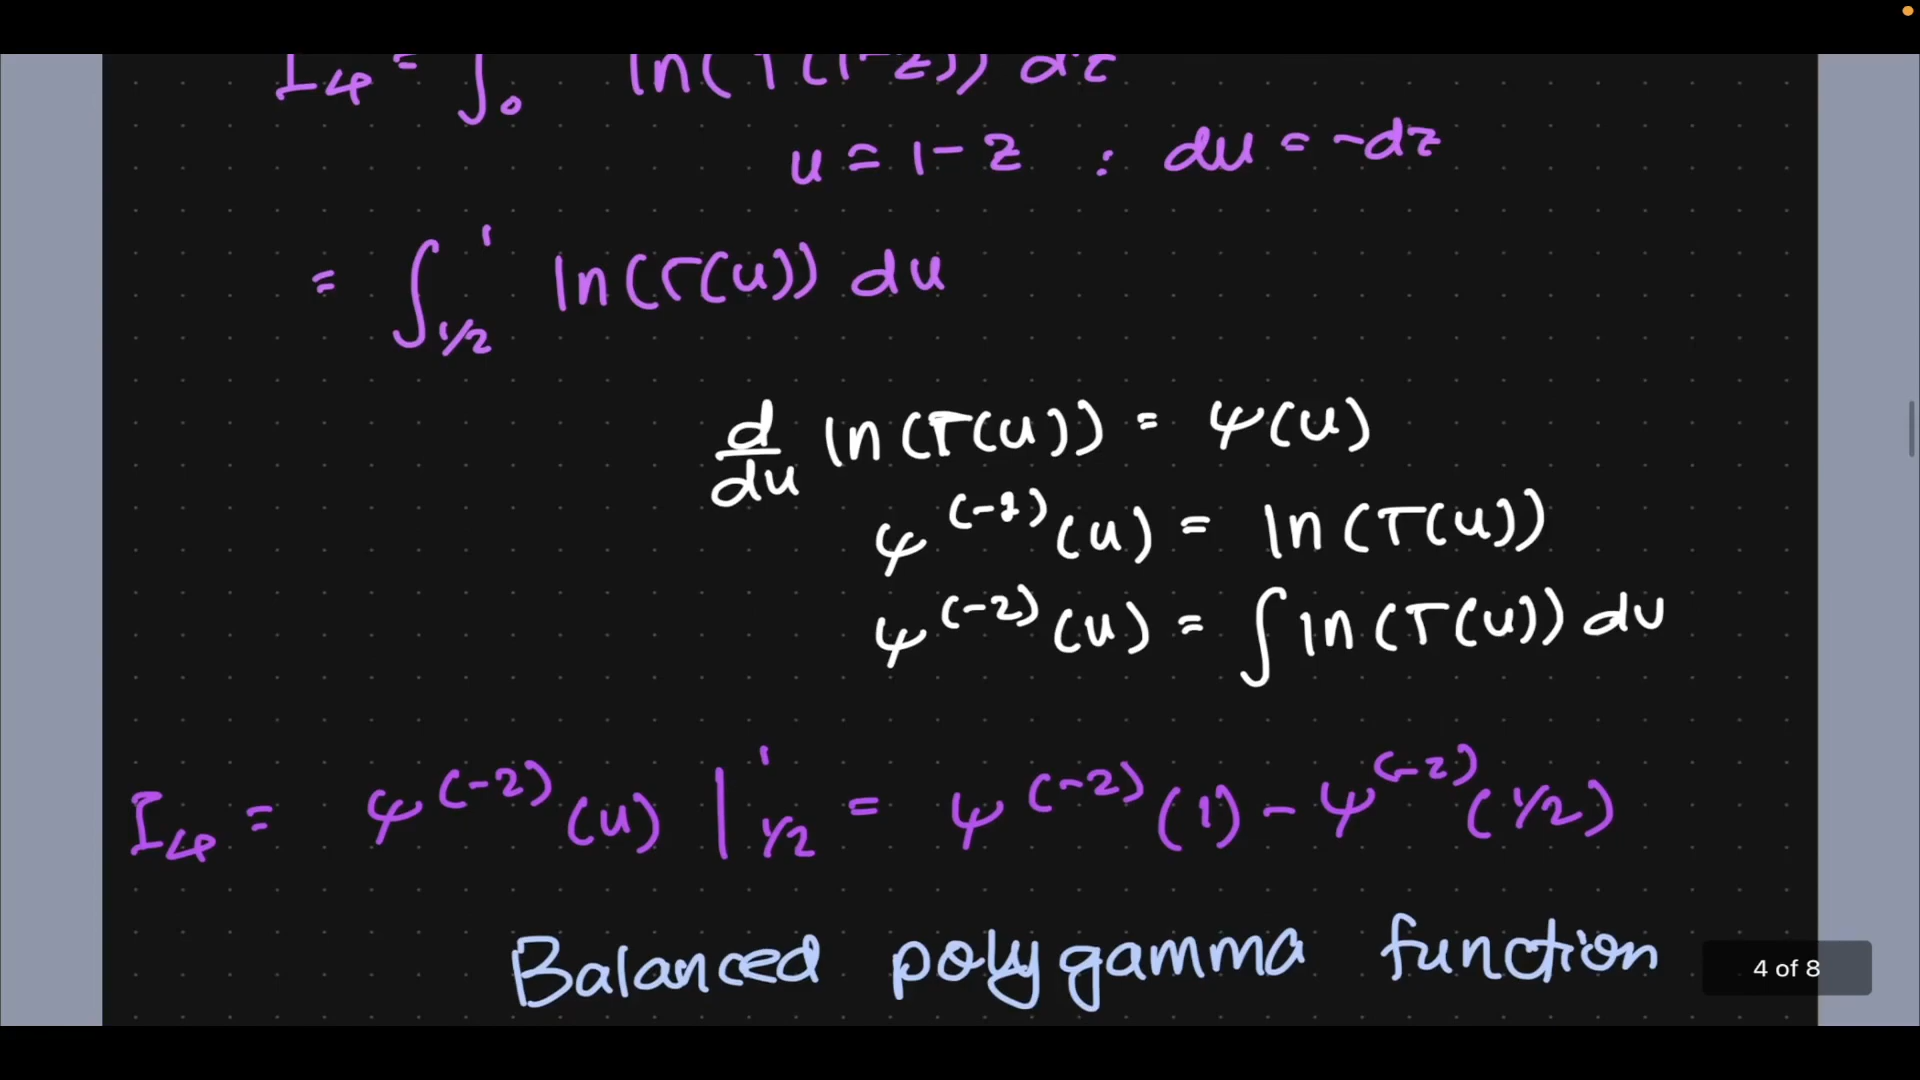 I₄ = ∫₀ ln(Γ(1-z)) dz
u = 1 - z : du = -dz
= ∫_{1/2}^{1} ln(Γ(u)) du
d/du ln(Γ(u)) = ψ(u)
ψ^{(-1)}(u) = ln(Γ(u))
ψ^{(-2)}(u) = ∫ ln(Γ(u)) du
I₄ = ψ^{(-2)}(u) |_{1/2}^{1} = ψ^{(-2)}(1) - ψ^{(-2)}(1/2)
Balanced polygamma function
4 of 8